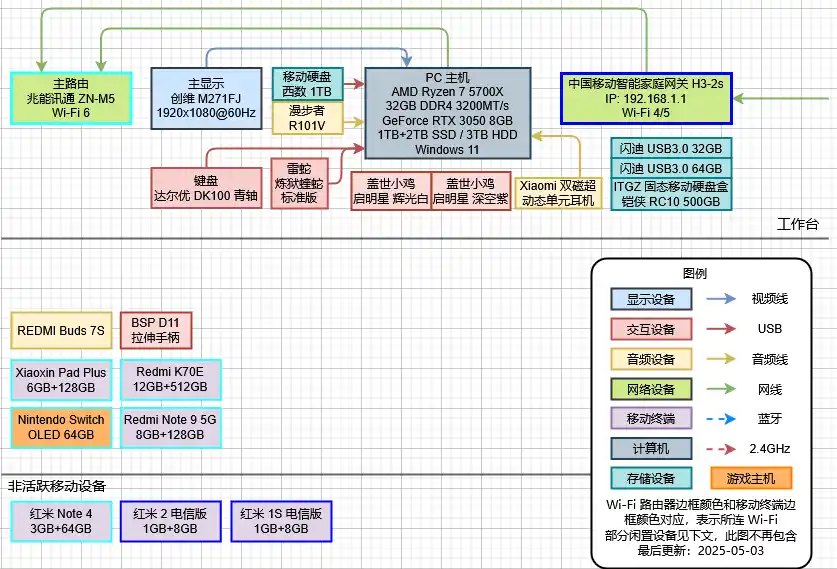 主路由
兆能讯通 ZN-M5
Wi-Fi 6
主显示
创维 M271FJ
1920x1080@60Hz
移动硬盘
西数 1TB
漫步者
R101V
PC 主机
AMD Ryzen 7 5700X
32GB DDR4 3200MT/s
GeForce RTX 3050 8GB
1TB+2TB SSD / 3TB HDD
Windows 11
中国移动智能家庭网关 H3-2s
IP: 192.168.1.1
Wi-Fi 4/5
键盘
达尔优 DK100 青轴
雷蛇
炼狱蝰蛇
标准版
盖世小鸡
启明星 辉光白
盖世小鸡
启明星 深空紫
Xiaomi 双磁超
动态单元耳机
闪迪 USB3.0 32GB
闪迪 USB3.0 64GB
ITGZ 固态移动硬盘盒
铠侠 RC10 500GB
工作台
REDMI Buds 7S
BSP D11
拉伸手柄
Xiaoxin Pad Plus
6GB+128GB
Redmi K70E
12GB+512GB
Nintendo Switch
OLED 64GB
Redmi Note 9 5G
8GB+128GB
非活跃移动设备
红米 Note 4
3GB+64GB
红米 2 电信版
1GB+8GB
红米 1S 电信版
1GB+8GB
图例
显示设备
视频线
交互设备
USB
音频设备
音频线
网络设备
网线
移动终端
蓝牙
计算机
2.4GHz
存储设备
游戏主机
Wi-Fi 路由器边框颜色和移动终端边
框颜色对应，表示所连 Wi-Fi
部分闲置设备见下文，此图不再包含
最后更新：2025-05-03